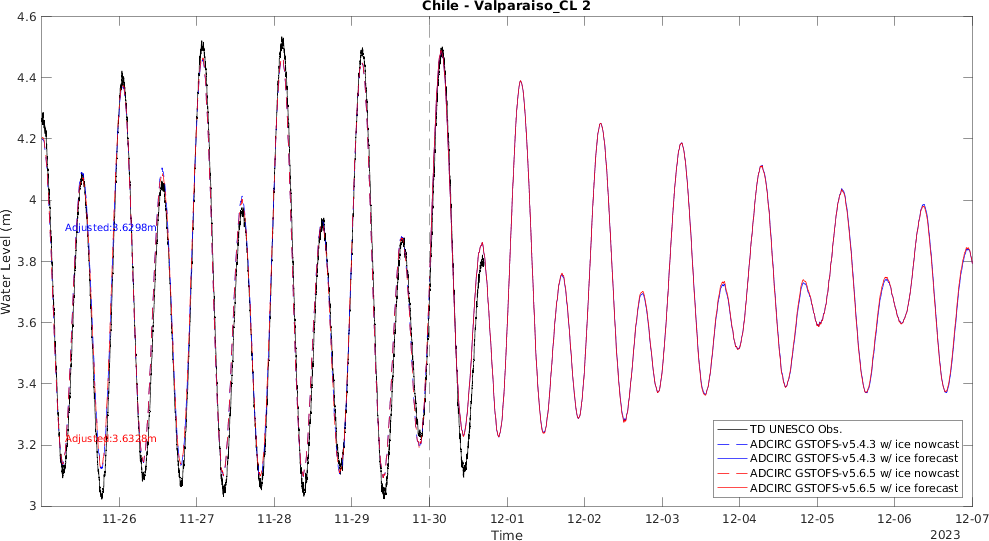 Chile - Valparaiso_CL 2
4.6
4.4
4.2
4
3.8
3.6
3.4
3.2
3
Water Level (m)
Adjusted:3.6298m
Adjusted:3.6328m
TD UNESCO Obs.
ADCIRC GSTOFS-v5.4.3 w/ ice nowcast
ADCIRC GSTOFS-v5.4.3 w/ ice forecast
ADCIRC GSTOFS-v5.6.5 w/ ice nowcast
ADCIRC GSTOFS-v5.6.5 w/ ice forecast
11-26 11-27 11-28 11-29 11-30 12-01 12-02 12-03 12-04 12-05 12-06 12-07
Time
2023